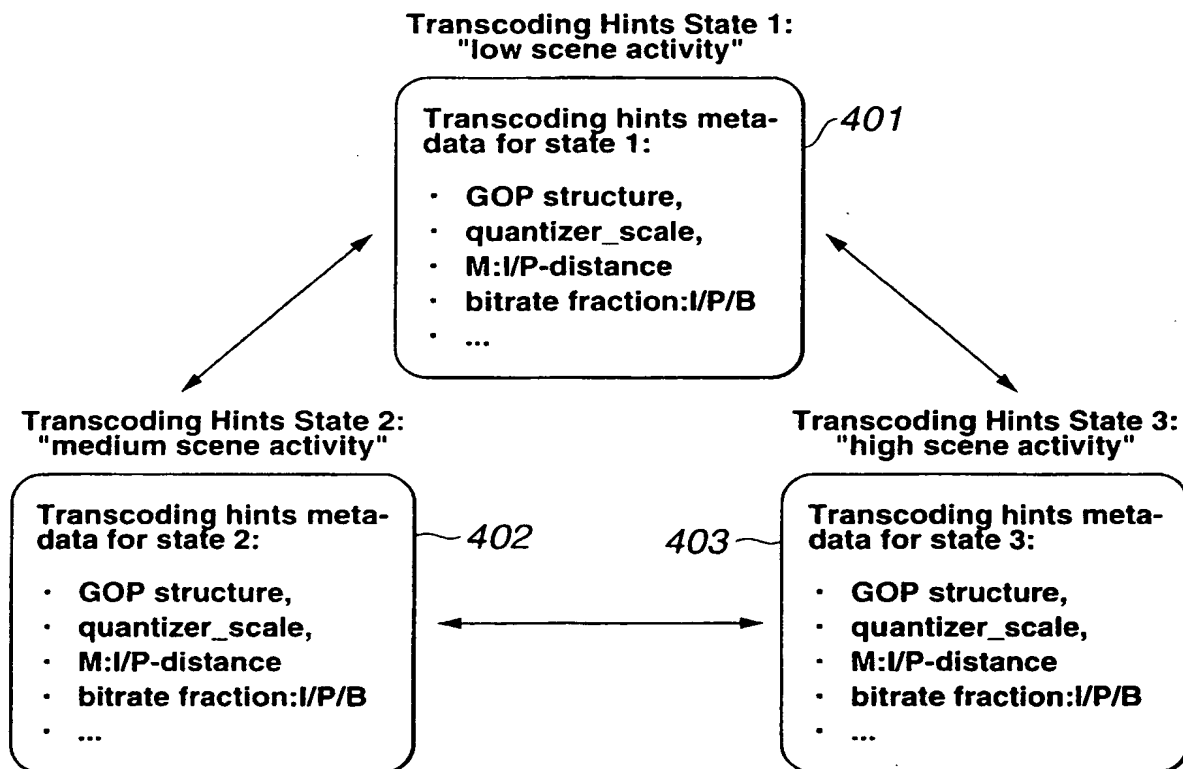 Transcoding Hints State 1:
"low scene activity"
Transcoding hints meta-
data for state 1:
401
· GOP structure,
· quantizer_scale,
· M:I/P-distance
· bitrate fraction:I/P/B
· ...
Transcoding Hints State 2:
"medium scene activity"
Transcoding hints meta-
data for state 2:
402
· GOP structure,
· quantizer_scale,
· M:I/P-distance
· bitrate fraction:I/P/B
· ...
Transcoding Hints State 3:
"high scene activity"
403
Transcoding hints meta-
data for state 3:
· GOP structure,
· quantizer_scale,
· M:I/P-distance
· bitrate fraction:I/P/B
· ...